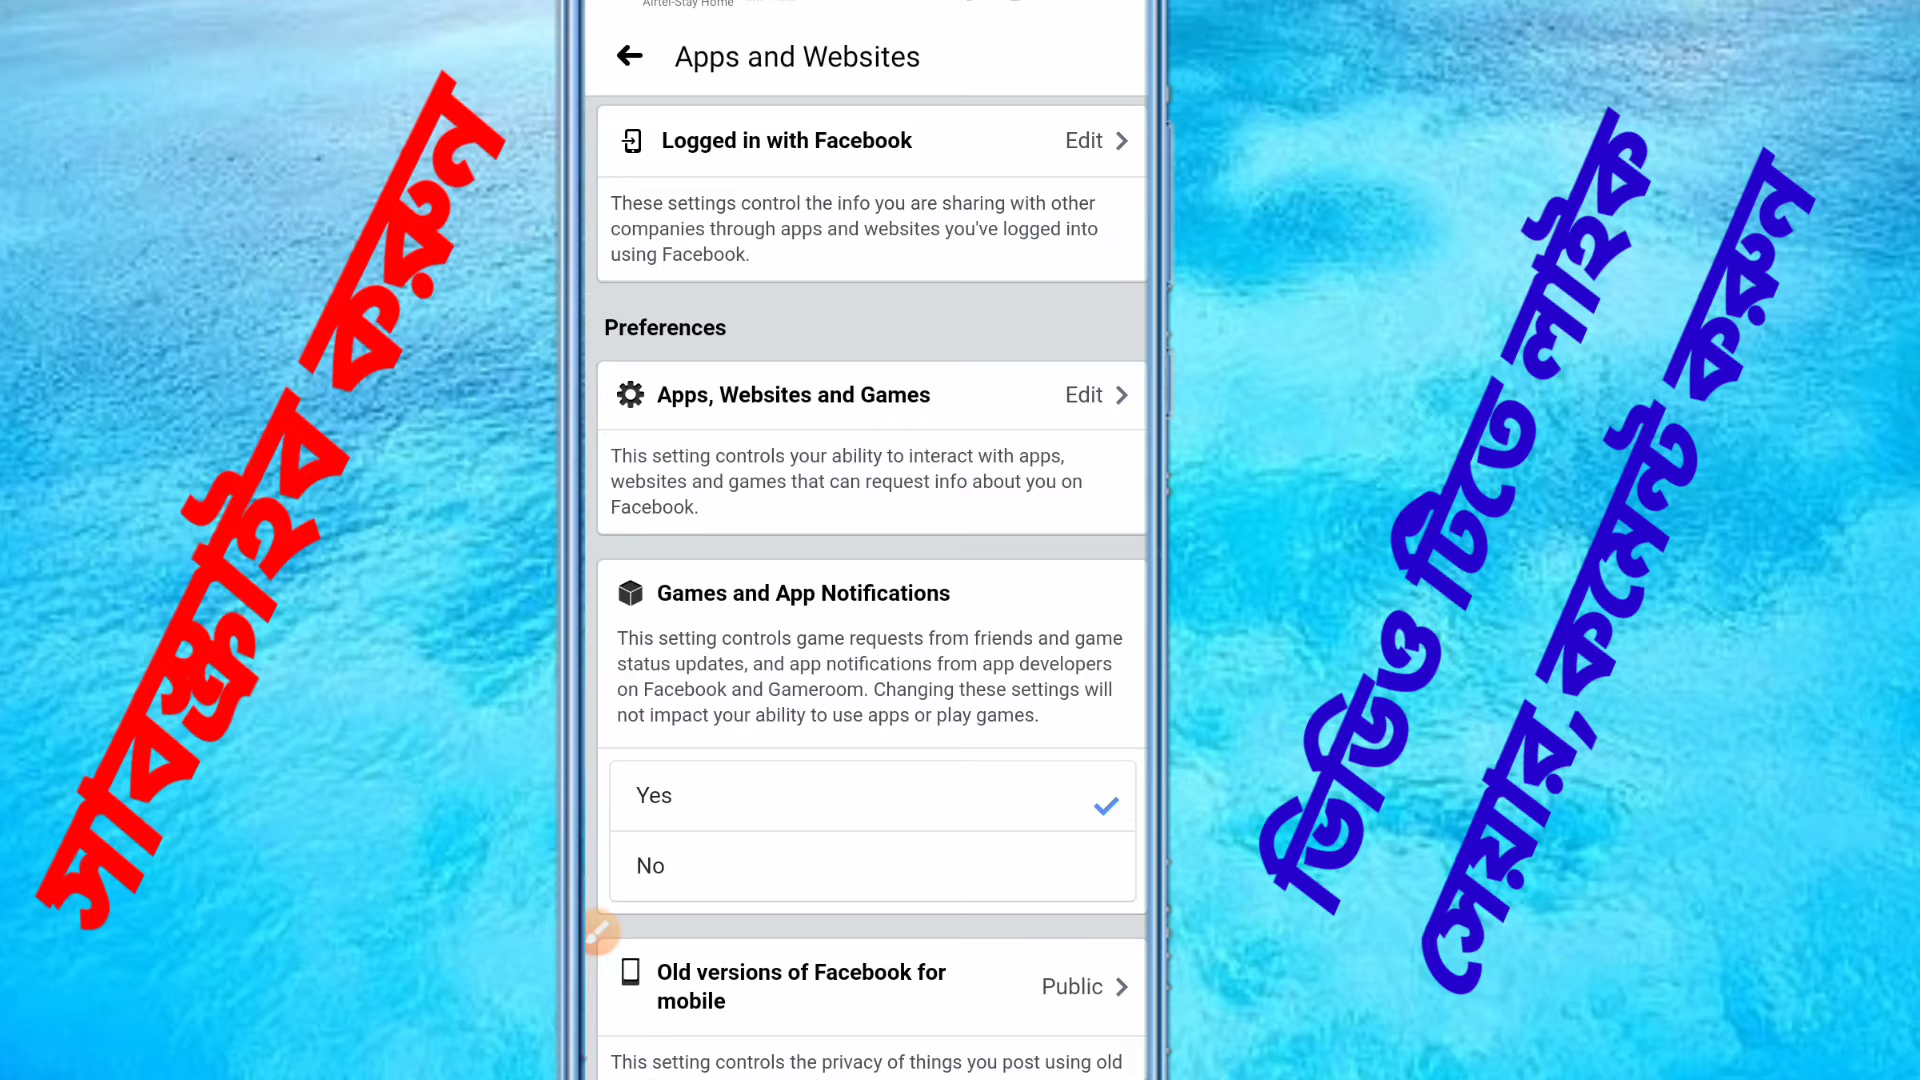 Airtel-Stay Home
Apps and Websites
Logged in with Facebook
Edit
These settings control the info you are sharing with other
companies through apps and websites you've logged into
using Facebook.
Preferences
Apps, Websites and Games
Edit
This setting controls your ability to interact with apps,
websites and games that can request info about you on
Facebook.
Games and App Notifications
This setting controls game requests from friends and game
status updates, and app notifications from app developers
on Facebook and Gameroom. Changing these settings will
not impact your ability to use apps or play games.
Yes
No
Old versions of Facebook for
mobile
Public
This setting controls the privacy of things you post using old
সাবস্ক্রাইব করুন
ভিডিও টিতে লাইক
শেয়ার, কমেন্ট করুন